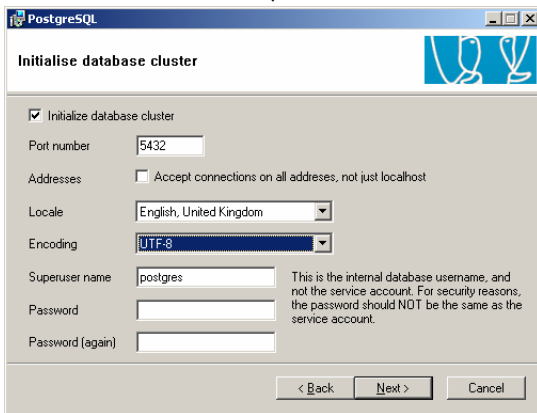 PostgreSQL
Initialise database cluster
Initialize database cluster
Port number 5432
Addresses Accept connections on all addreses, not just localhost
Locale English, United Kingdom
Encoding UTF-8
Superuser name postgres
This is the internal database username, and
not the service account. For security reasons,
the password should NOT be the same as the
service account.
Password
Password (again)
< Back Next > Cancel